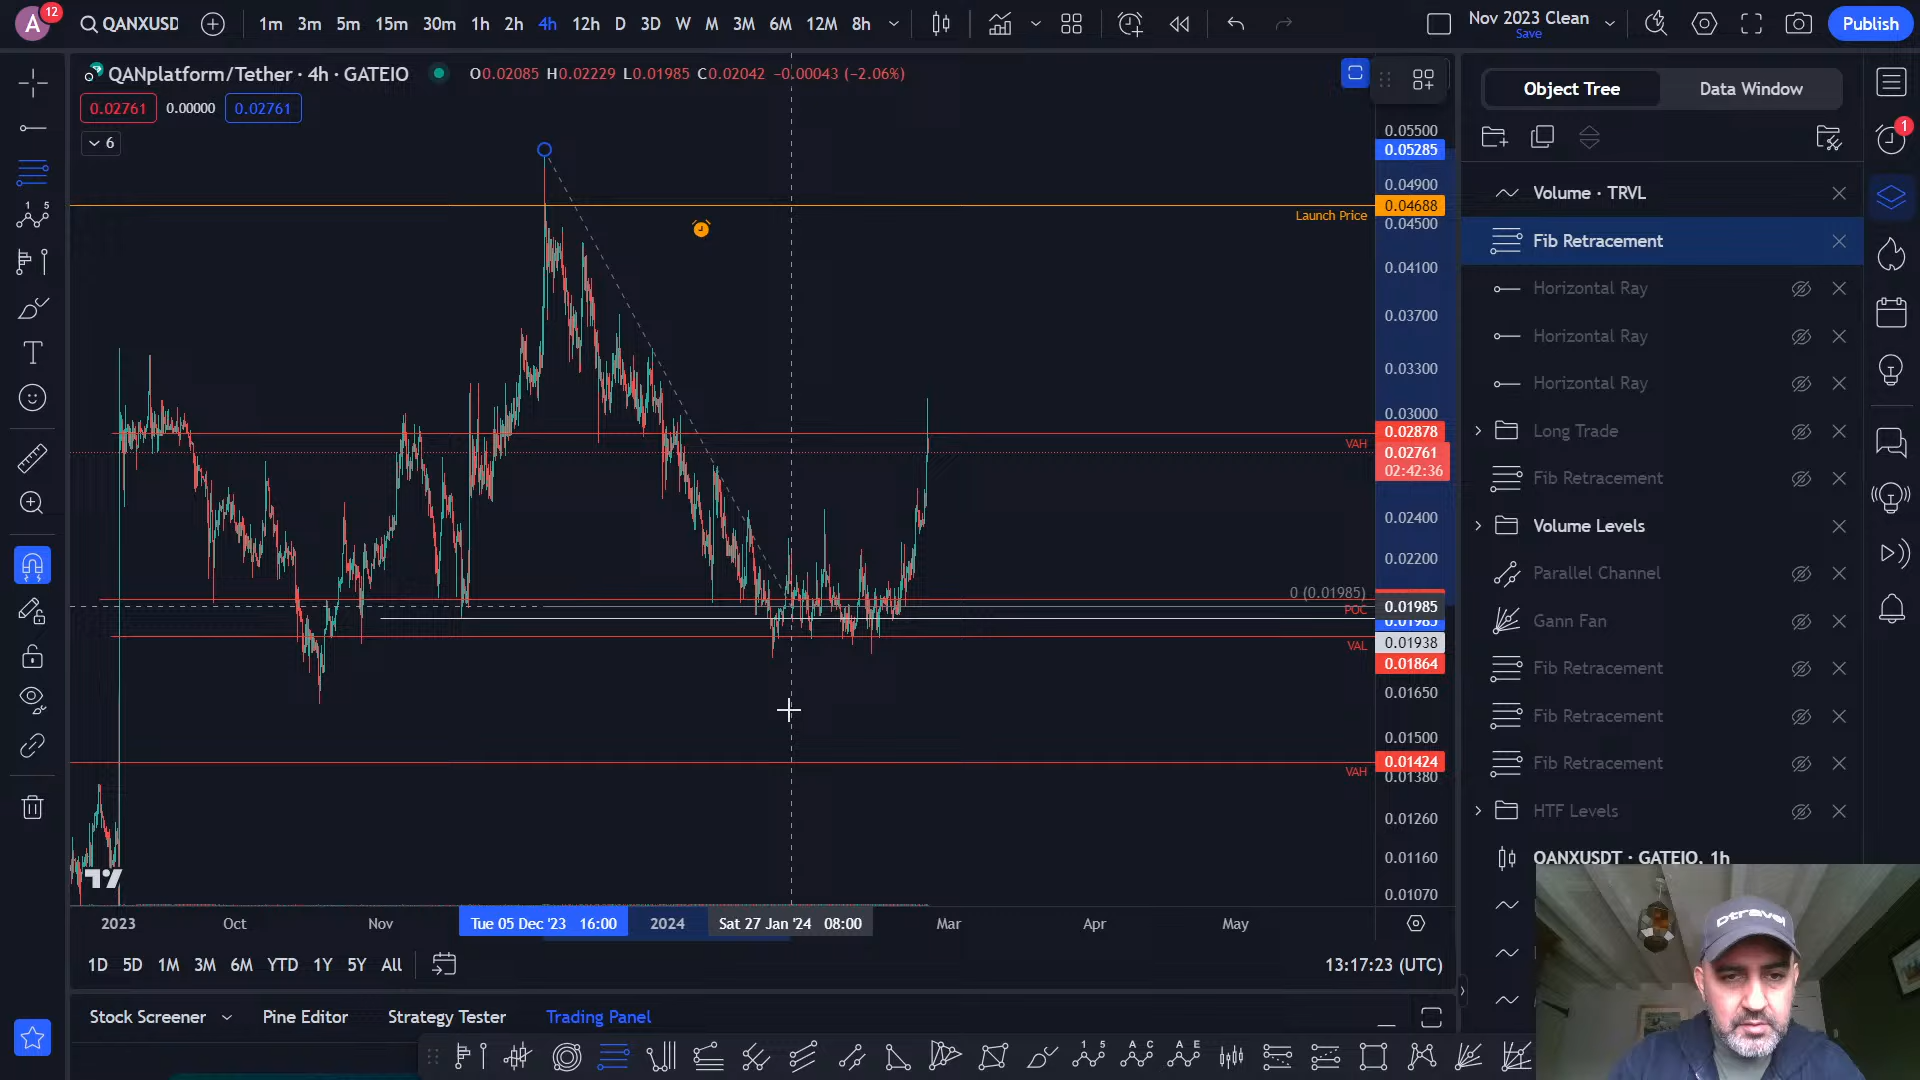 A 12 QANXUSD 1m 3m 5m 15m 30m 1h 2h 4h 12h D 3D W M 3M 6M 12M 8h Nov 2023 Clean Save Publish
QANplatform/Tether · 4h · GATEIO O0.02085 H0.02229 L0.01985 C0.02042 −0.00043 (−2.06%)
0.02761 0.00000 0.02761
6
Object Tree Data Window
Volume · TRVL
Fib Retracement
Horizontal Ray
Horizontal Ray
Horizontal Ray
Long Trade
Fib Retracement
Volume Levels
Parallel Channel
Gann Fan
Fib Retracement
Fib Retracement
Fib Retracement
HTF Levels
QANXUSDT · GATEIO, 1h
1
0.05500
0.05285
0.04900
Launch Price 0.04688
0.04500
0.04100
0.03700
0.03300
0.03000
0.02878
VAH
0.02761
02:42:36
0.02400
0.02200
0 (0.01985)
POC
0.01985
0.01985
0.01938
VAL
0.01864
0.01650
0.01500
0.01424
VAH
0.01380
0.01260
0.01160
0.01070
2023 Oct Nov Tue 05 Dec '23 16:00 2024 Sat 27 Jan '24 08:00 Mar Apr May
1D 5D 1M 3M 6M YTD 1Y 5Y All 13:17:23 (UTC)
Stock Screener Pine Editor Strategy Tester Trading Panel
dtravel